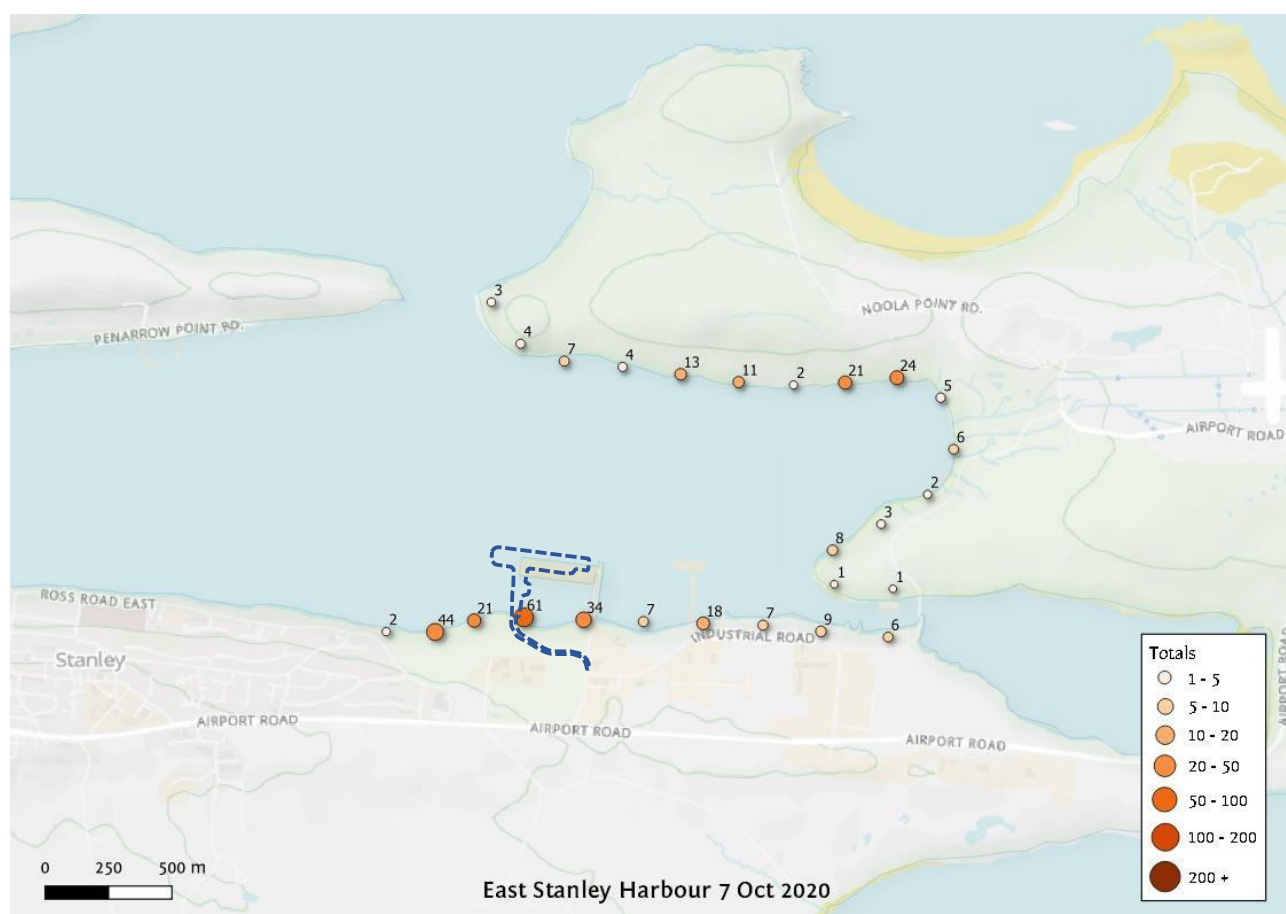 3
4
7
4
13
11
2
21
24
5
6
2
3
8
1
1
2
44
21
61
34
7
18
7
9
6
NOOLA POINT RD.
PENARROW POINT RD.
AIRPORT ROAD
ROSS ROAD EAST
INDUSTRIAL ROAD
Stanley
AIRPORT ROAD
AIRPORT ROAD
AIRPORT ROAD
AIRPORT ROAD
Totals
1 - 5
5 - 10
10 - 20
20 - 50
50 - 100
100 - 200
200 +
0 250 500 m
East Stanley Harbour 7 Oct 2020